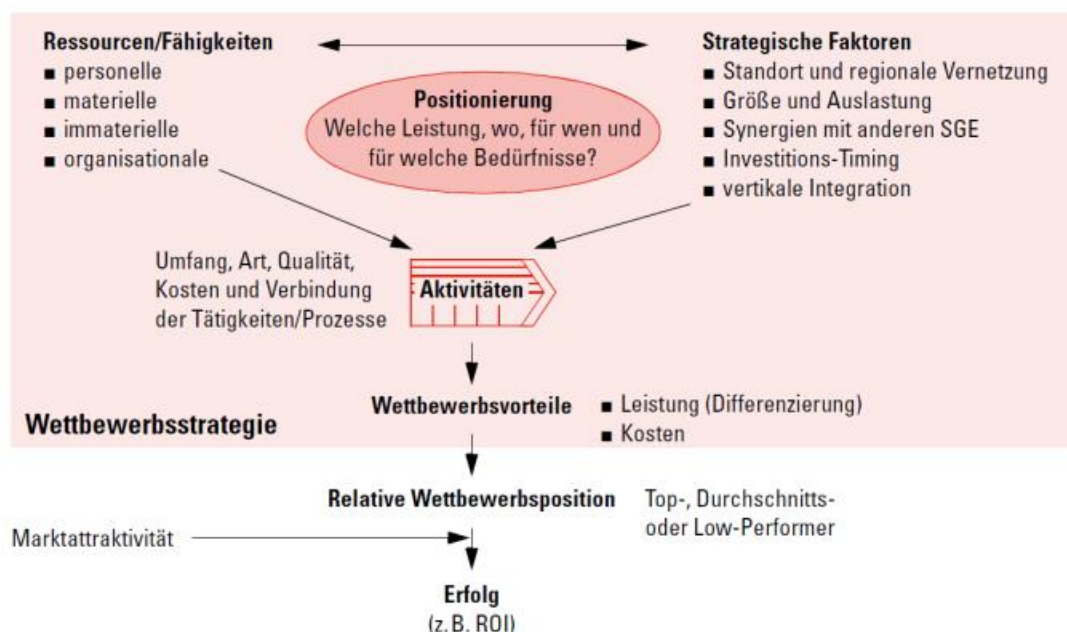 Ressourcen/Fähigkeiten
■ personelle
■ materielle
■ immaterielle
■ organisationale
Strategische Faktoren
■ Standort und regionale Vernetzung
■ Größe und Auslastung
■ Synergien mit anderen SGE
■ Investitions-Timing
■ vertikale Integration
Positionierung
Welche Leistung, wo, für wen und
für welche Bedürfnisse?
Umfang, Art, Qualität,
Kosten und Verbindung
der Tätigkeiten/Prozesse
Aktivitäten
Wettbewerbsvorteile
■ Leistung (Differenzierung)
■ Kosten
Wettbewerbsstrategie
Relative Wettbewerbsposition
Top-, Durchschnitts-
oder Low-Performer
Marktattraktivität
Erfolg
(z. B. ROI)